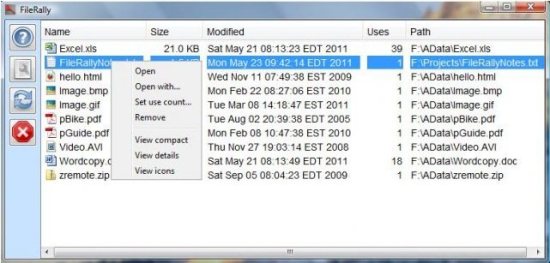 FileRally
Name Size Modified Uses Path
Excel.xls 21.0 KB Sat May 21 08:13:23 EDT 2011 39 F:\AData\Excel.xls
FileRallyNotes.txt Mon May 23 09:42:14 EDT 2011 1 F:\Projects\FileRallyNotes.txt
hello.html Wed Nov 11 07:49:38 EST 2009 1 F:\AData\hello.html
Image.bmp Mon Feb 22 08:27:06 EST 2010 1 F:\AData\Image.bmp
Image.gif Tue Mar 08 14:18:47 EST 2011 1 F:\AData\Image.gif
pBike.pdf Tue Aug 02 20:39:38 EDT 2005 1 F:\AData\pBike.pdf
pGuide.pdf Mon Feb 08 10:47:38 EST 2010 1 F:\AData\pGuide.pdf
Video.AVI Thu Nov 27 19:03:14 EST 2008 1 F:\AData\Video.AVI
Wordcopy.doc Sat May 21 08:13:49 EDT 2011 18 F:\AData\Wordcopy.doc
zremote.zip Sat Sep 05 08:04:23 EDT 2009 1 F:\AData\zremote.zip
Open
Open with...
Set use count...
Remove
View compact
View details
View icons